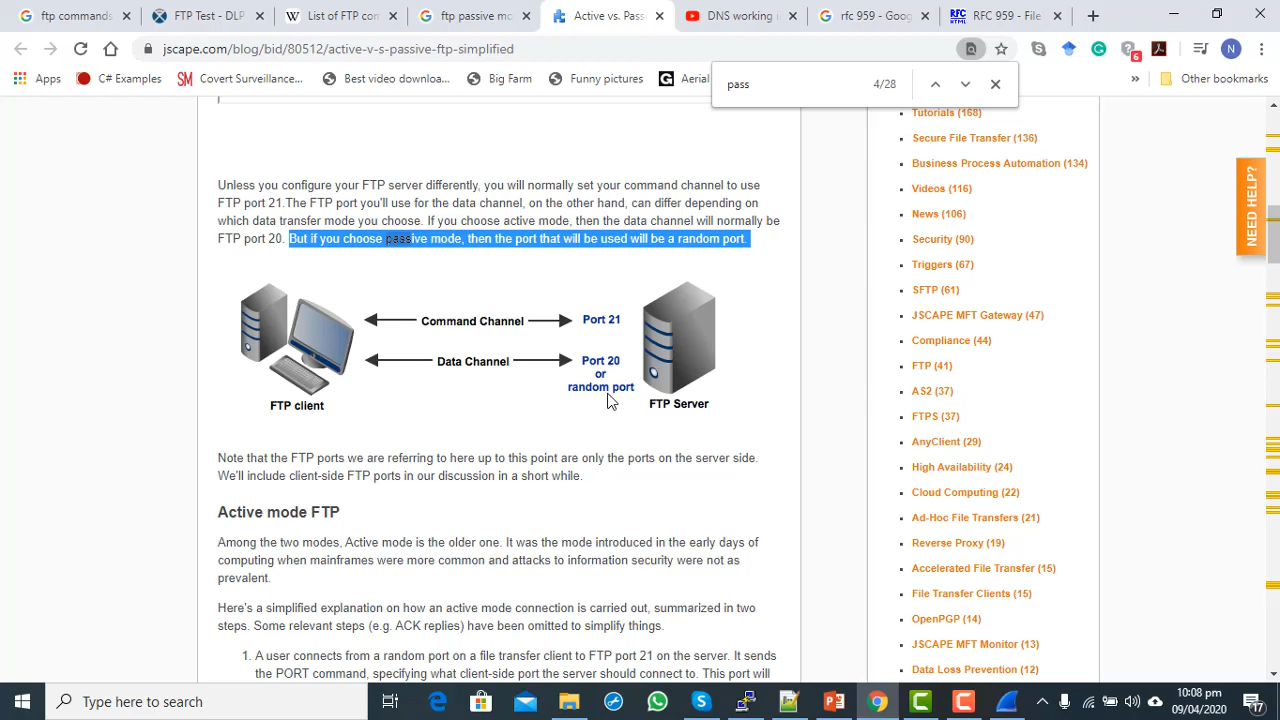 ftp commands
FTP Test - DLP
List of FTP com
ftp passive mo
Active vs. Pass
DNS working i
rfc 959 - Goog
RFC 959 - File
jscape.com/blog/bid/80512/active-v-s-passive-ftp-simplified
6
N
Apps
C# Examples
Covert Surveillance...
Best video downloa...
Big Farm
Funny pictures
Aerial
»
Other bookmarks
pass
4/28
Unless you configure your FTP server differently, you will normally set your command channel to use
FTP port 21.The FTP port you'll use for the data channel, on the other hand, can differ depending on
which data transfer mode you choose. If you choose active mode, then the data channel will normally be
FTP port 20. But if you choose passive mode, then the port that will be used will be a random port.
Command Channel
Port 21
Data Channel
Port 20
or
random port
FTP client
FTP Server
Note that the FTP ports we are referring to here up to this point are only the ports on the server side.
We'll include client-side FTP ports in our discussion in a short while.
Active mode FTP
Among the two modes, Active mode is the older one. It was the mode introduced in the early days of
computing when mainframes were more common and attacks to information security were not as
prevalent.
Here's a simplified explanation on how an active mode connection is carried out, summarized in two
steps. Some relevant steps (e.g. ACK replies) have been omitted to simplify things.
1. A user connects from a random port on a file transfer client to FTP port 21 on the server. It sends
the PORT command, specifying what client-side port the server should connect to. This port will
Tutorials (168)
Secure File Transfer (136)
Business Process Automation (134)
Videos (116)
News (106)
Security (90)
Triggers (67)
SFTP (61)
JSCAPE MFT Gateway (47)
Compliance (44)
FTP (41)
AS2 (37)
FTPS (37)
AnyClient (29)
High Availability (24)
Cloud Computing (22)
Ad-Hoc File Transfers (21)
Reverse Proxy (19)
Accelerated File Transfer (15)
File Transfer Clients (15)
OpenPGP (14)
JSCAPE MFT Monitor (13)
Data Loss Prevention (12)
NEED HELP?
Type here to search
10:08 pm
09/04/2020
17